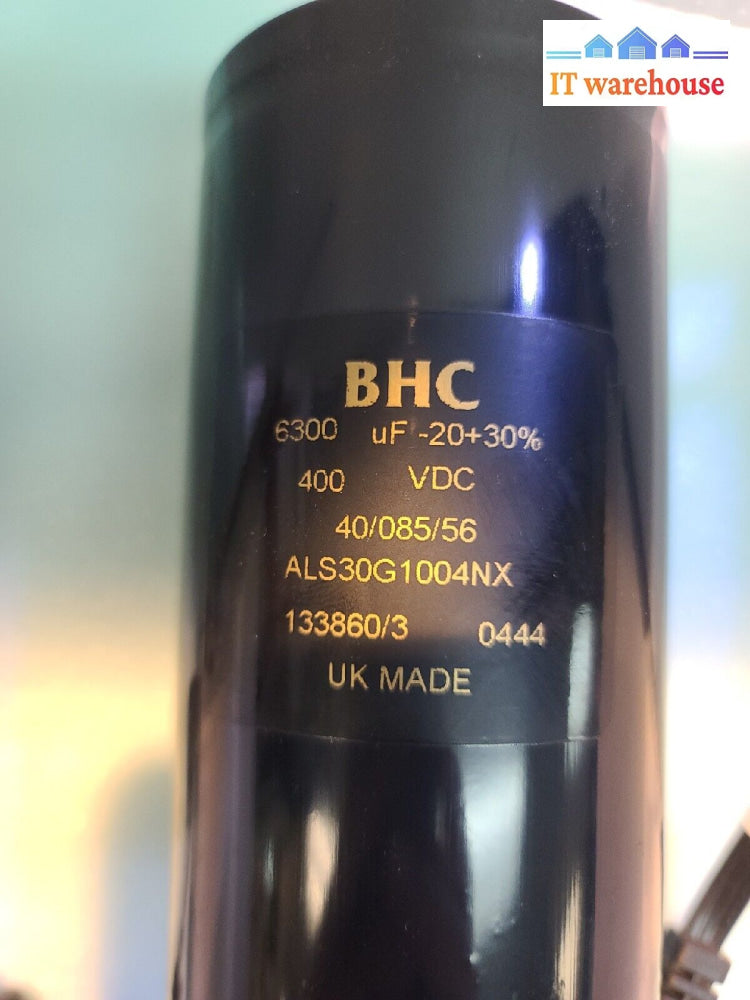 IT warehouse
BHC
6300 uF -20+30%
400 VDC
40/085/56
ALS30G1004NX
133860/3 0444
UK MADE